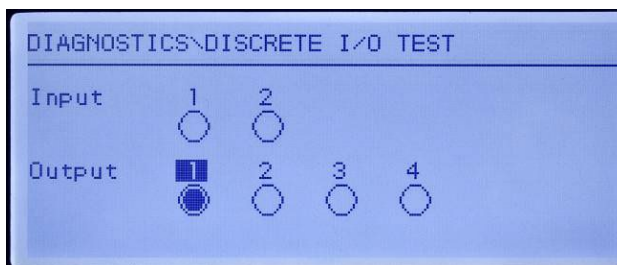 DIAGNOSTICS\DISCRETE I/O TEST
Input 1 2
Output 1 2 3 4